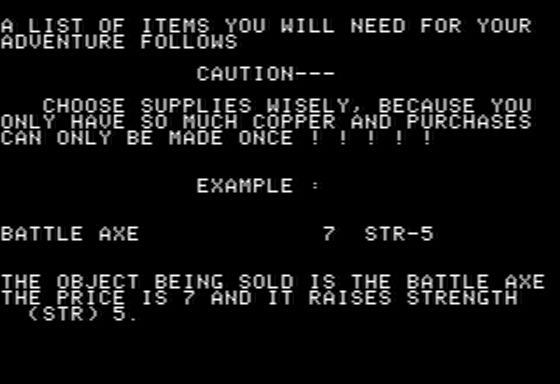 A LIST OF ITEMS YOU WILL NEED FOR YOUR
ADVENTURE FOLLOWS
CAUTION---
CHOOSE SUPPLIES WISELY, BECAUSE YOU
ONLY HAVE SO MUCH COPPER AND PURCHASES
CAN ONLY BE MADE ONCE ! ! ! ! !
EXAMPLE :
BATTLE AXE 7 STR-5
THE OBJECT BEING SOLD IS THE BATTLE AXE
THE PRICE IS 7 AND IT RAISES STRENGTH
(STR) 5.